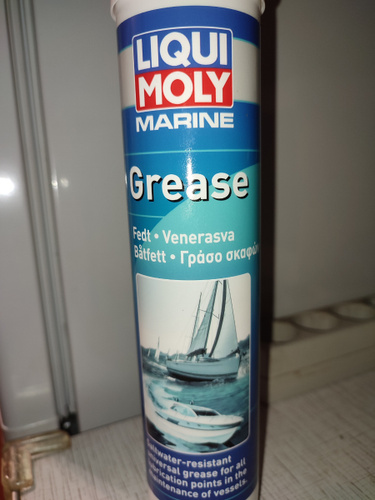 LIQUI
MOLY
MARINE
Grease
Fedt • Venerasva
Båtfett • Γράσο σκαφών
Saltwater-resistant
universal grease for all
lubrication points in the
maintenance of vessels.